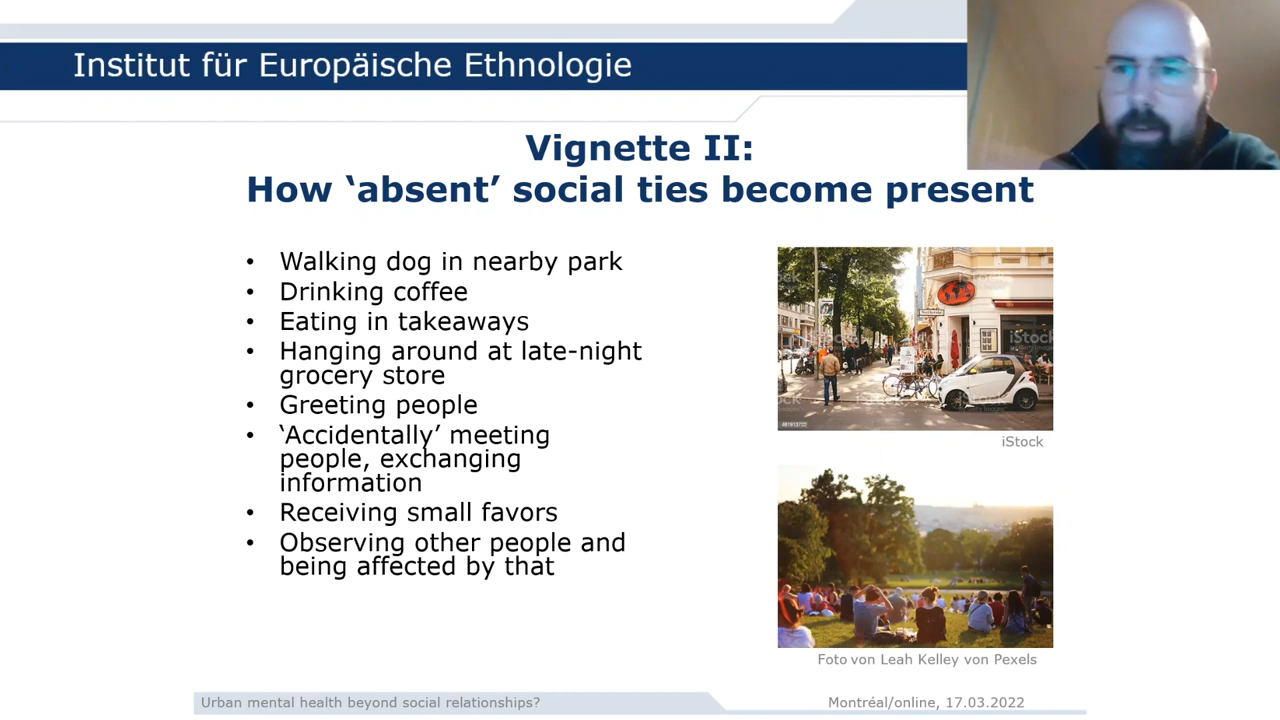 Institut für Europäische Ethnologie
Vignette II:
How ‘absent’ social ties become present
• Walking dog in nearby park
• Drinking coffee
• Eating in takeaways
• Hanging around at late-night
grocery store
• Greeting people
• ‘Accidentally’ meeting
people, exchanging
information
• Receiving small favors
• Observing other people and
being affected by that
iStock
iStock
Foto von Leah Kelley von Pexels
Urban mental health beyond social relationships?
Montréal/online, 17.03.2022